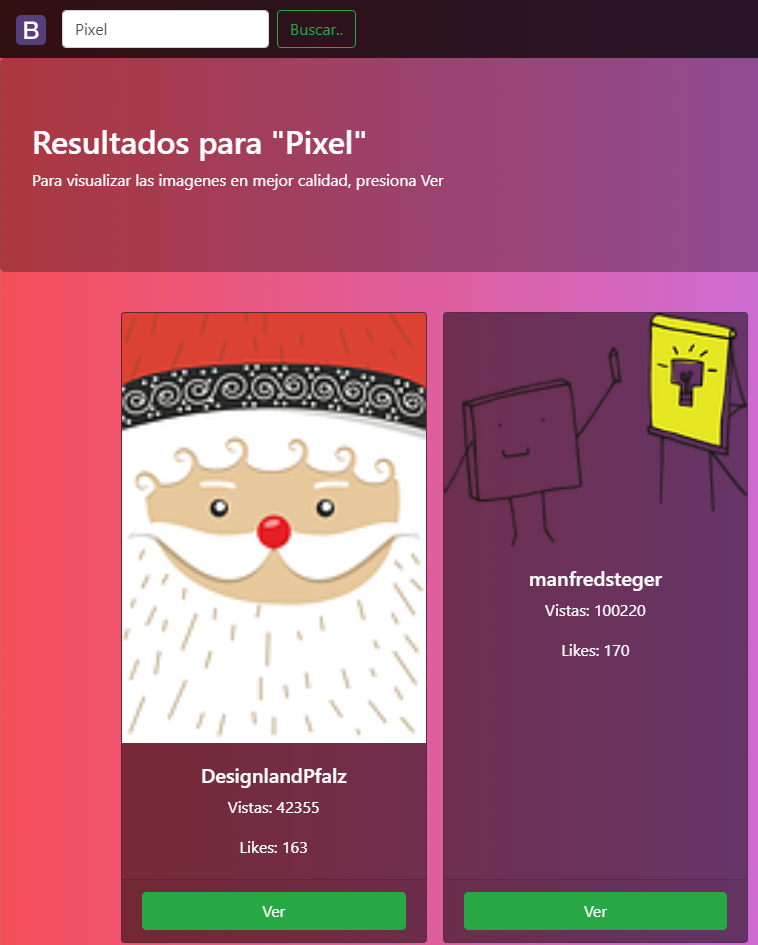 B
Pixel
Buscar..
Resultados para "Pixel"
Para visualizar las imagenes en mejor calidad, presiona Ver
DesignlandPfalz
Vistas: 42355
Likes: 163
Ver
manfredsteger
Vistas: 100220
Likes: 170
Ver